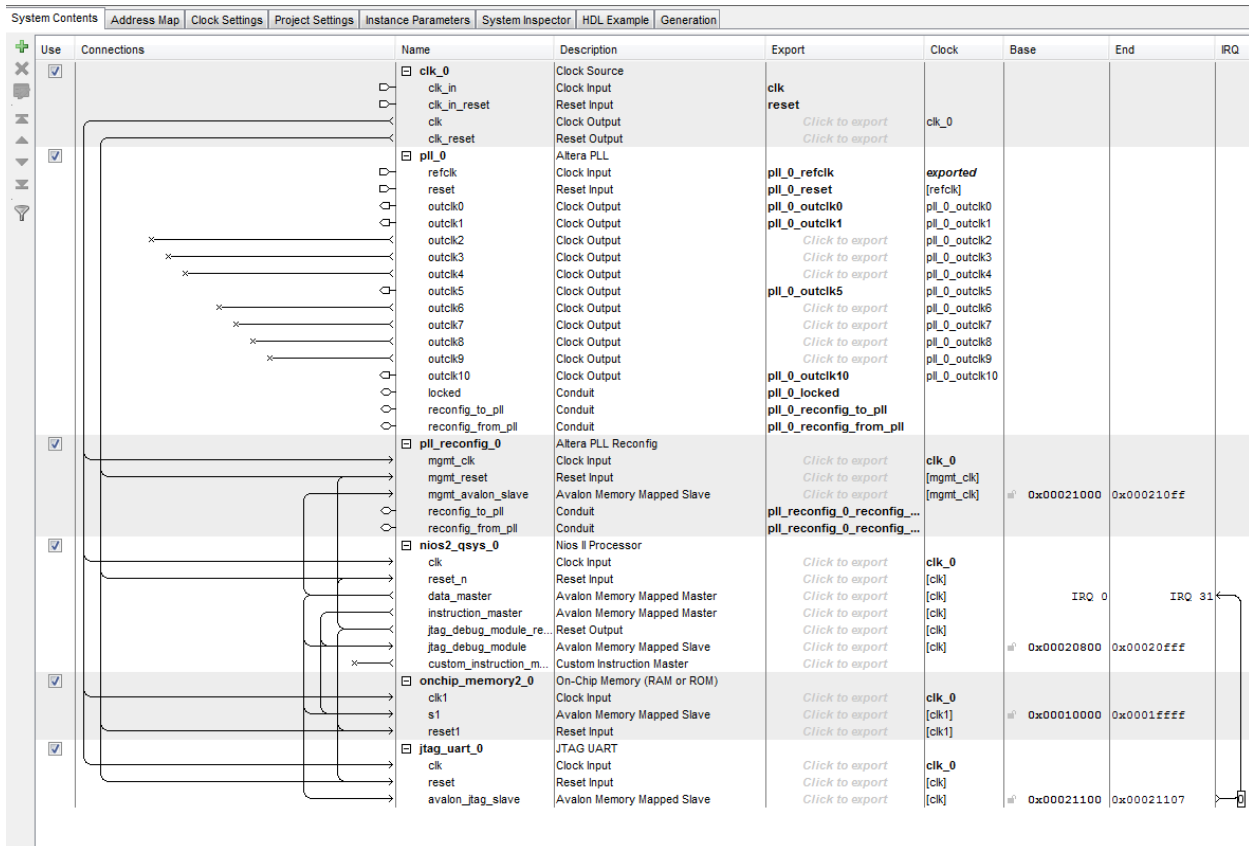 System Contents Address Map Clock Settings Project Settings Instance Parameters System Inspector HDL Example Generation
Use Connections Name Description Export Clock Base End IRQ
clk_0 Clock Source
clk_in Clock Input clk
clk_in_reset Reset Input reset
clk Clock Output Click to export clk_0
clk_reset Reset Output Click to export
pll_0 Altera PLL
refclk Clock Input pll_0_refclk exported
reset Reset Input pll_0_reset [refclk]
outclk0 Clock Output pll_0_outclk0 pll_0_outclk0
outclk1 Clock Output pll_0_outclk1 pll_0_outclk1
outclk2 Clock Output Click to export pll_0_outclk2
outclk3 Clock Output Click to export pll_0_outclk3
outclk4 Clock Output Click to export pll_0_outclk4
outclk5 Clock Output pll_0_outclk5 pll_0_outclk5
outclk6 Clock Output Click to export pll_0_outclk6
outclk7 Clock Output Click to export pll_0_outclk7
outclk8 Clock Output Click to export pll_0_outclk8
outclk9 Clock Output Click to export pll_0_outclk9
outclk10 Clock Output pll_0_outclk10 pll_0_outclk10
locked Conduit pll_0_locked
reconfig_to_pll Conduit pll_0_reconfig_to_pll
reconfig_from_pll Conduit pll_0_reconfig_from_pll
pll_reconfig_0 Altera PLL Reconfig
mgmt_clk Clock Input Click to export clk_0
mgmt_reset Reset Input Click to export [mgmt_clk]
mgmt_avalon_slave Avalon Memory Mapped Slave Click to export [mgmt_clk] 0x00021000 0x000210ff
reconfig_to_pll Conduit pll_reconfig_0_reconfig_...
reconfig_from_pll Conduit pll_reconfig_0_reconfig_...
nios2_qsys_0 Nios II Processor
clk Clock Input Click to export clk_0
reset_n Reset Input Click to export [clk]
data_master Avalon Memory Mapped Master Click to export [clk] IRQ 0 IRQ 31
instruction_master Avalon Memory Mapped Master Click to export [clk]
jtag_debug_module_re... Reset Output Click to export [clk]
jtag_debug_module Avalon Memory Mapped Slave Click to export [clk] 0x00020800 0x00020fff
custom_instruction_m... Custom Instruction Master Click to export
onchip_memory2_0 On-Chip Memory (RAM or ROM)
clk1 Clock Input Click to export clk_0
s1 Avalon Memory Mapped Slave Click to export [clk1] 0x00010000 0x0001ffff
reset1 Reset Input Click to export [clk1]
jtag_uart_0 JTAG UART
clk Clock Input Click to export clk_0
reset Reset Input Click to export [clk]
avalon_jtag_slave Avalon Memory Mapped Slave Click to export [clk] 0x00021100 0x00021107 0